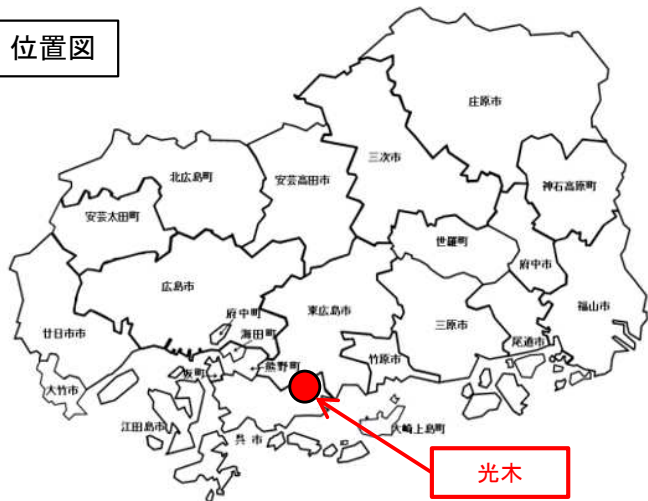 位置図
庄原市
三次市
北広島町
安芸高田市
神石高原町
安芸太田町
世羅町
府中市
広島市
東広島市
三原市
福山市
府中町
海田町
廿日市市
尾道市
竹原市
坂町
熊野町
大竹市
江田島市
呉市
大崎上島町
光木